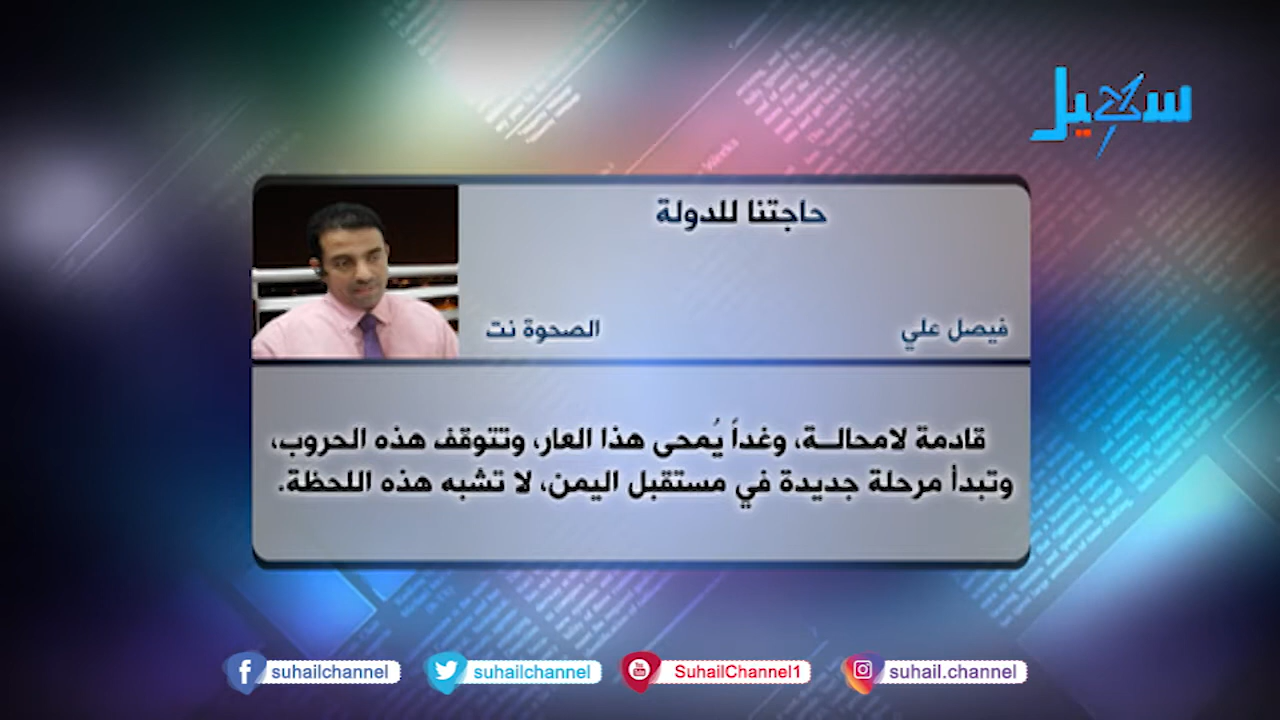 سهيل
حاجتنا للدولة
فيصل علي
الصحوة نت
قادمة لامحالــة، وغداً يُمحى هذا العار، وتتوقف هذه الحروب،
وتبدأ مرحلة جديدة في مستقبل اليمن، لا تشبه هذه اللحظة.
suhailchannel
suhailchannel
SuhailChannel1
suhail.channel